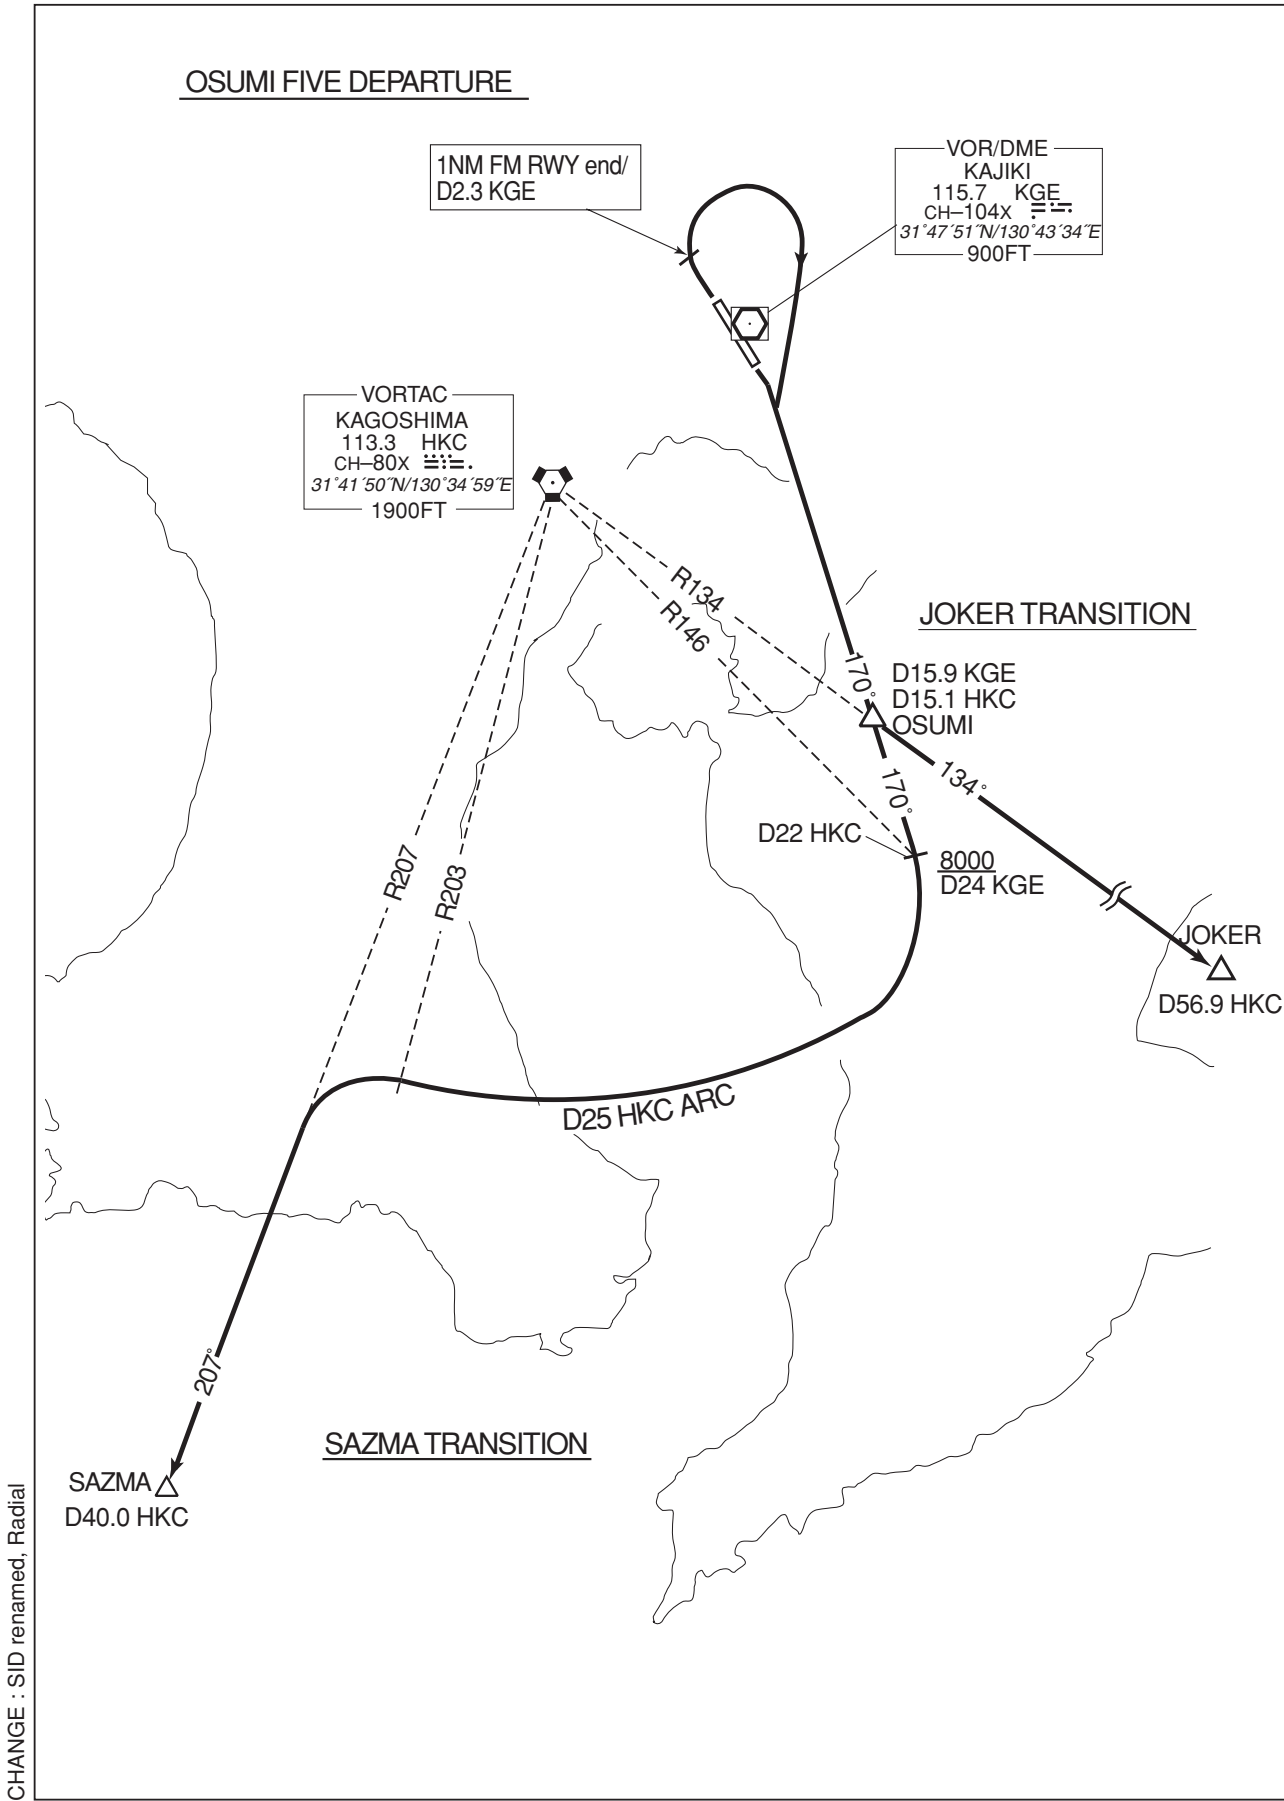 OSUMI FIVE DEPARTURE
1NM FM RWY end/
D2.3 KGE
VOR/DME
KAJIKI
115.7 KGE
CH–104X
31°47´51˝N/130°43´34˝E
900FT
VORTAC
KAGOSHIMA
113.3 HKC
CH–80X
31°41´50˝N/130°34´59˝E
1900FT
R134
R146
JOKER TRANSITION
170°
D15.9 KGE
D15.1 HKC
OSUMI
134°
170°
D22 HKC
8000
D24 KGE
R207
R203
JOKER
D56.9 HKC
D25 HKC ARC
207°
SAZMA TRANSITION
SAZMA
D40.0 HKC
CHANGE : SID renamed, Radial